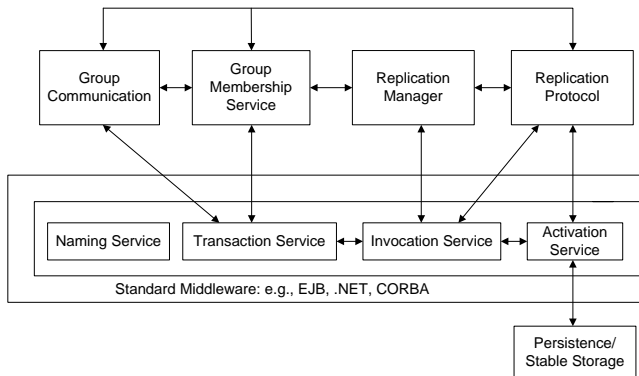 Group
Communication
Group
Membership
Service
Replication
Manager
Replication
Protocol
Naming Service
Transaction Service
Invocation Service
Activation
Service
Standard Middleware: e.g., EJB, .NET, CORBA
Persistence/
Stable Storage